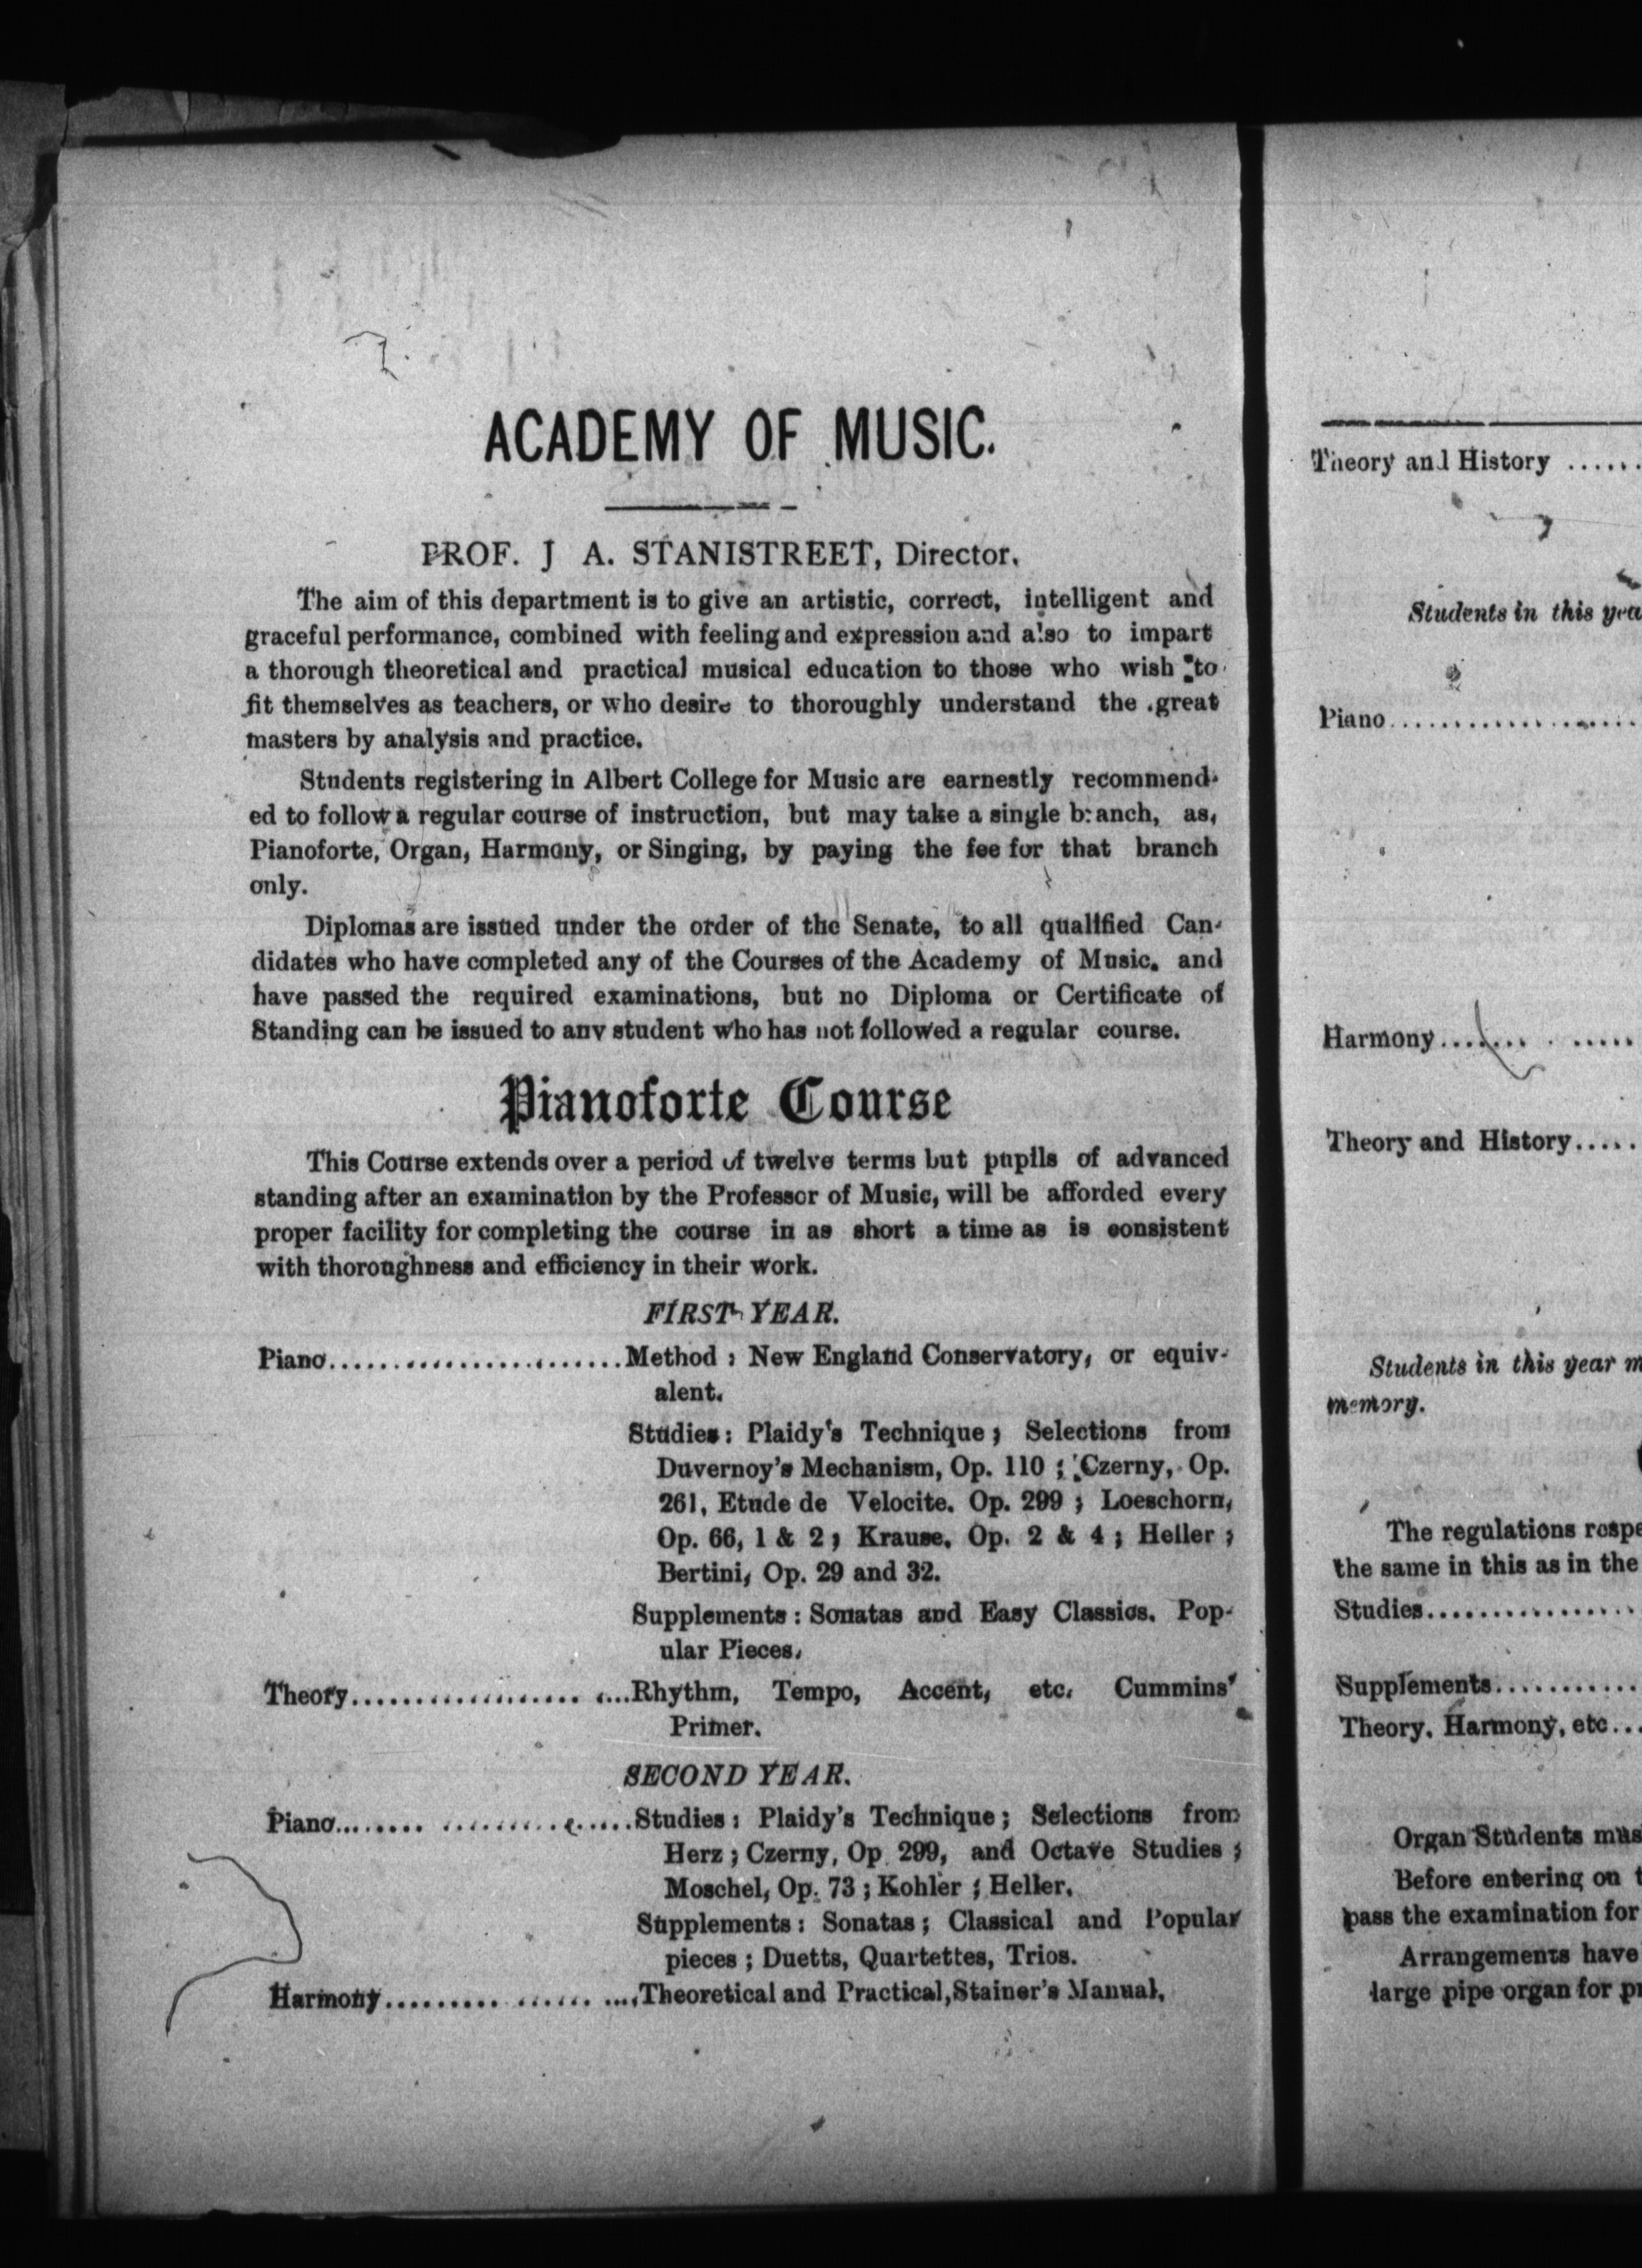 ACADEMY OF MUSIC.
PROF. J A. STANISTREET, Director.
The aim of this department is to give an artistic, correct, intelligent and
graceful performance, combined with feeling and expression and also to impart
a thorough theoretical and practical musical education to those who wish to
fit themselves as teachers, or who desire to thoroughly understand the great
masters by analysis and practice.
Students registering in Albert College for Music are earnestly recommend-
ed to follow a regular course of instruction, but may take a single branch, as,
Pianoforte, Organ, Harmony, or Singing, by paying the fee for that branch
only.
Diplomas are issued under the order of the Senate, to all qualified Can-
didates who have completed any of the Courses of the Academy of Music. and
have passed the required examinations, but no Diploma or Certificate of
Standing can be issued to any student who has not followed a regular course.
Pianoforte Course
This Course extends over a period of twelve terms but pupils of advanced
standing after an examination by the Professor of Music, will be afforded every
proper facility for completing the course in as short a time as is consistent
with thoroughness and efficiency in their work.
FIRST YEAR.
Piano.......................Method : New England Conservatory, or equiv-
alent.
Studies: Plaidy's Technique ; Selections from
Duvernoy's Mechanism, Op. 110 ; Czerny, Op.
261, Etude de Velocite. Op. 299 ; Loeschorn,
Op. 66, 1 & 2 ; Krause, Op. 2 & 4 ; Heller ;
Bertini, Op. 29 and 32.
Supplements : Sonatas and Easy Classics. Pop-
ular Pieces.
Theory................... ....Rhythm, Tempo, Accent, etc. Cummins'
Primer.
SECOND YEAR.
Piano........ ...............Studies : Plaidy's Technique ; Selections from
Herz ; Czerny, Op 299, and Octave Studies ;
Moschel, Op. 73 ; Kohler ; Heller.
Supplements : Sonatas ; Classical and Popular
pieces ; Duetts, Quartettes, Trios.
Harmony......... ...... ....Theoretical and Practical, Stainer's Manual.
Theory and History ......
Students in this yea
Piano..................
Harmony....... . .....
Theory and History.....
Students in this year m
memory.
The regulations respe
the same in this as in the
Studies.................
Supplements...........
Theory, Harmony, etc...
Organ Students mus
Before entering on t
pass the examination for
Arrangements have
large pipe organ for pr